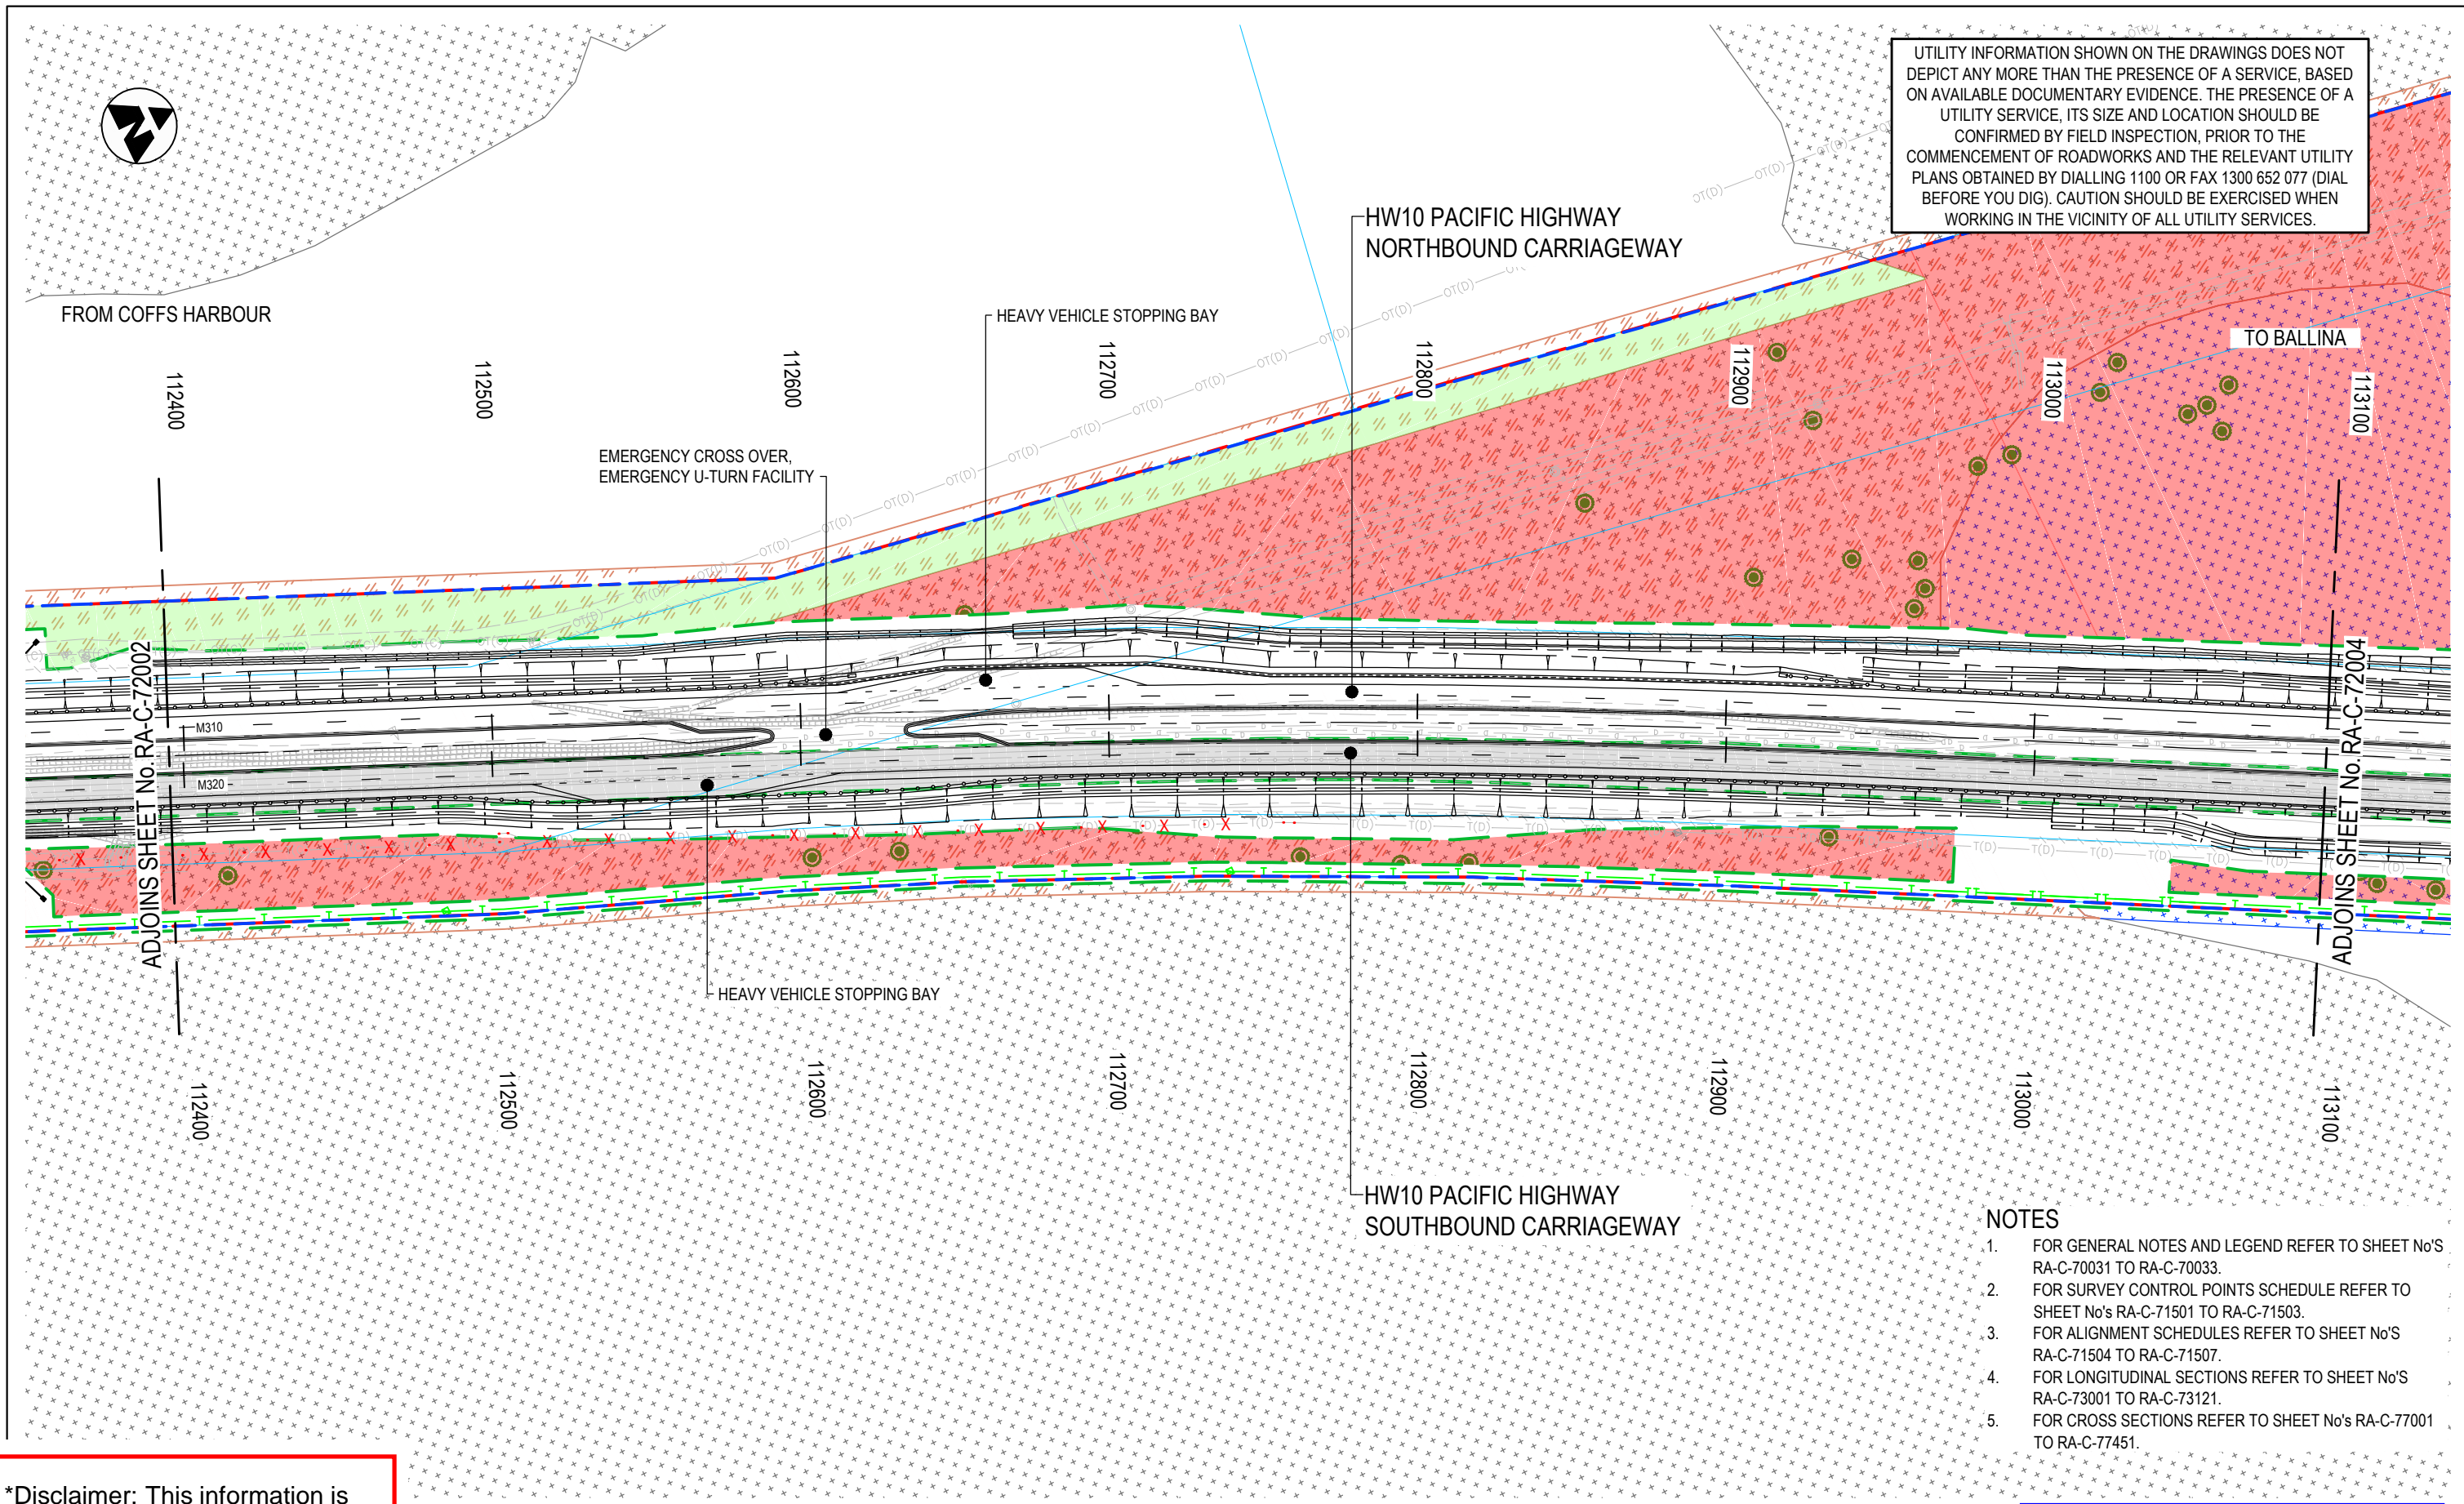 UTILITY INFORMATION SHOWN ON THE DRAWINGS DOES NOT
DEPICT ANY MORE THAN THE PRESENCE OF A SERVICE, BASED
ON AVAILABLE DOCUMENTARY EVIDENCE. THE PRESENCE OF A
UTILITY SERVICE, ITS SIZE AND LOCATION SHOULD BE
CONFIRMED BY FIELD INSPECTION, PRIOR TO THE
COMMENCEMENT OF ROADWORKS AND THE RELEVANT UTILITY
PLANS OBTAINED BY DIALLING 1100 OR FAX 1300 652 077 (DIAL
BEFORE YOU DIG). CAUTION SHOULD BE EXERCISED WHEN
WORKING IN THE VICINITY OF ALL UTILITY SERVICES.
HW10 PACIFIC HIGHWAY
NORTHBOUND CARRIAGEWAY
FROM COFFS HARBOUR
HEAVY VEHICLE STOPPING BAY
TO BALLINA
112400
112500
112600
112700
112800
112900
113000
113100
EMERGENCY CROSS OVER,
EMERGENCY U-TURN FACILITY
ADJOINS SHEET No. RA-C-72002
M310
M320
ADJOINS SHEET No. RA-C-72004
HEAVY VEHICLE STOPPING BAY
112400
112500
112600
112700
112800
112900
113000
113100
HW10 PACIFIC HIGHWAY
SOUTHBOUND CARRIAGEWAY
NOTES
1. FOR GENERAL NOTES AND LEGEND REFER TO SHEET No'S
RA-C-70031 TO RA-C-70033.
2. FOR SURVEY CONTROL POINTS SCHEDULE REFER TO
SHEET No's RA-C-71501 TO RA-C-71503.
3. FOR ALIGNMENT SCHEDULES REFER TO SHEET No'S
RA-C-71504 TO RA-C-71507.
4. FOR LONGITUDINAL SECTIONS REFER TO SHEET No'S
RA-C-73001 TO RA-C-73121.
5. FOR CROSS SECTIONS REFER TO SHEET No's RA-C-77001
TO RA-C-77451.
*Disclaimer: This information is